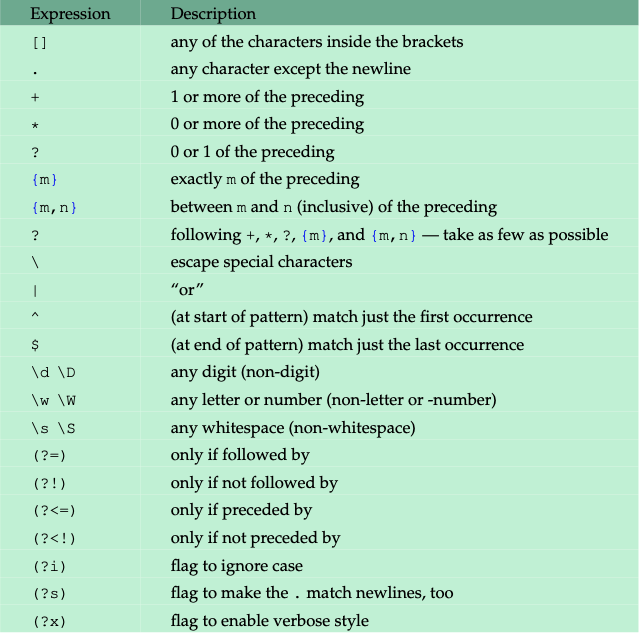 Expression Description
[] any of the characters inside the brackets
. any character except the newline
+ 1 or more of the preceding
* 0 or more of the preceding
? 0 or 1 of the preceding
{m} exactly m of the preceding
{m,n} between m and n (inclusive) of the preceding
? following +, *, ?, {m}, and {m,n} — take as few as possible
\ escape special characters
| “or”
^ (at start of pattern) match just the first occurrence
$ (at end of pattern) match just the last occurrence
\d \D any digit (non-digit)
\w \W any letter or number (non-letter or -number)
\s \S any whitespace (non-whitespace)
(?=) only if followed by
(?!) only if not followed by
(?<=) only if preceded by
(?<!) only if not preceded by
(?i) flag to ignore case
(?s) flag to make the . match newlines, too
(?x) flag to enable verbose style